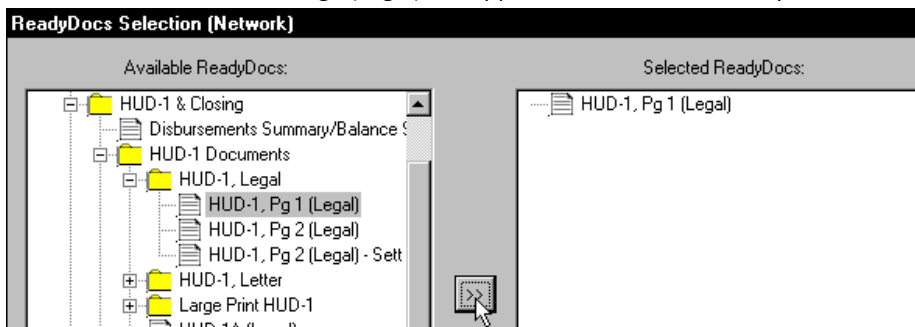 ReadyDocs Selection (Network)
Available ReadyDocs:
Selected ReadyDocs:
HUD-1 & Closing
Disbursements Summary/Balance S
HUD-1 Documents
HUD-1, Legal
HUD-1, Pg 1 (Legal)
HUD-1, Pg 2 (Legal)
HUD-1, Pg 2 (Legal) - Sett
HUD-1, Letter
Large Print HUD-1
HUD-1, Pg 1 (Legal)
>>